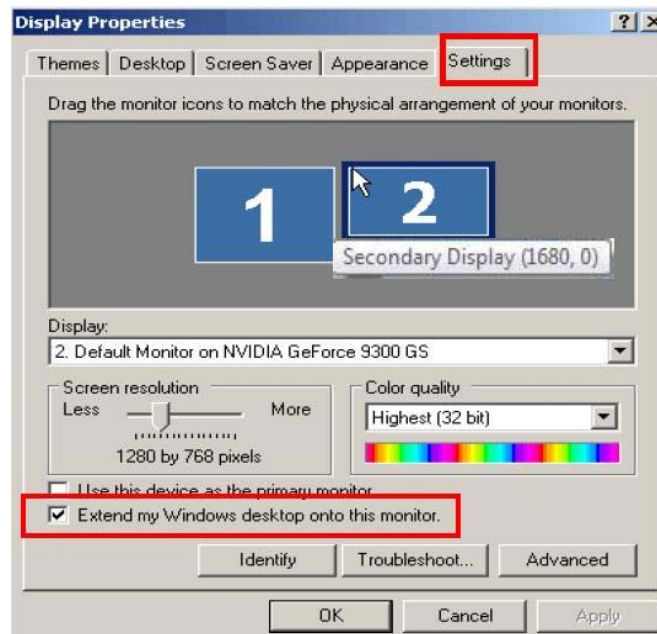 Display Properties
Themes Desktop Screen Saver Appearance Settings
Drag the monitor icons to match the physical arrangement of your monitors.
1 2
Secondary Display (1680, 0)
Display:
2. Default Monitor on NVIDIA GeForce 9300 GS
Screen resolution Color quality
Less More Highest (32 bit)
1280 by 768 pixels
Use this device as the primary monitor
Extend my Windows desktop onto this monitor.
Identify Troubleshoot... Advanced
OK Cancel Apply